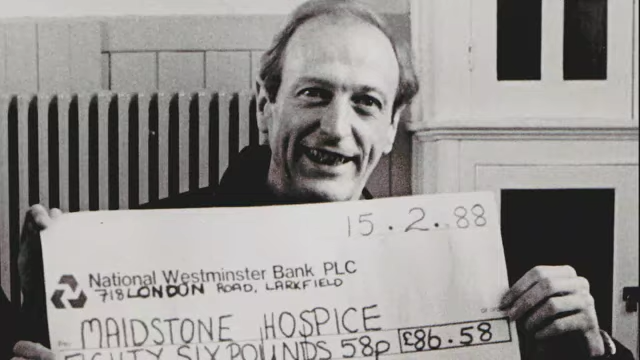 15.2.88
National Westminster Bank PLC
718 LONDON ROAD, LARKFIELD
MAIDSTONE HOSPICE
EIGHTY SIX POUNDS 58p £86.58